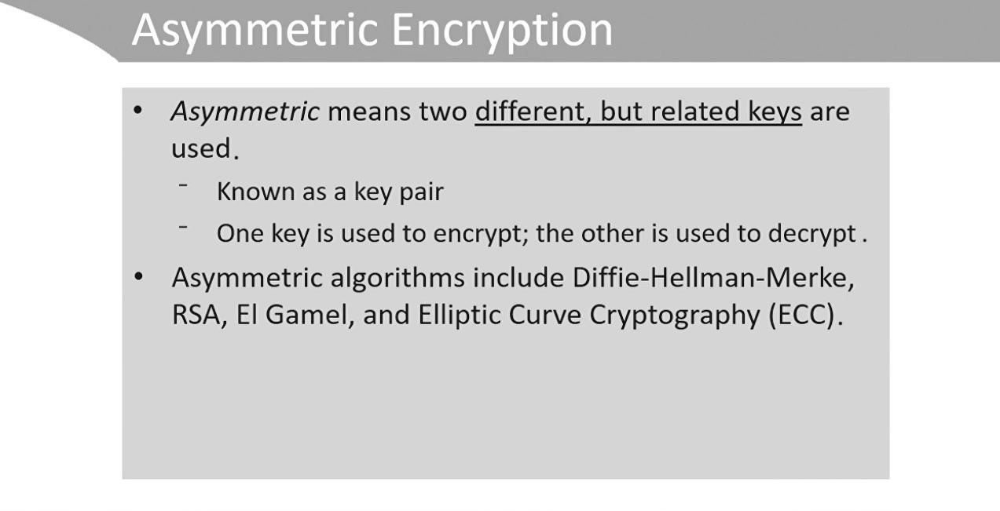 Asymmetric Encryption
• Asymmetric means two different, but related keys are
used.
- Known as a key pair
- One key is used to encrypt; the other is used to decrypt .
• Asymmetric algorithms include Diffie-Hellman-Merke,
RSA, El Gamel, and Elliptic Curve Cryptography (ECC).